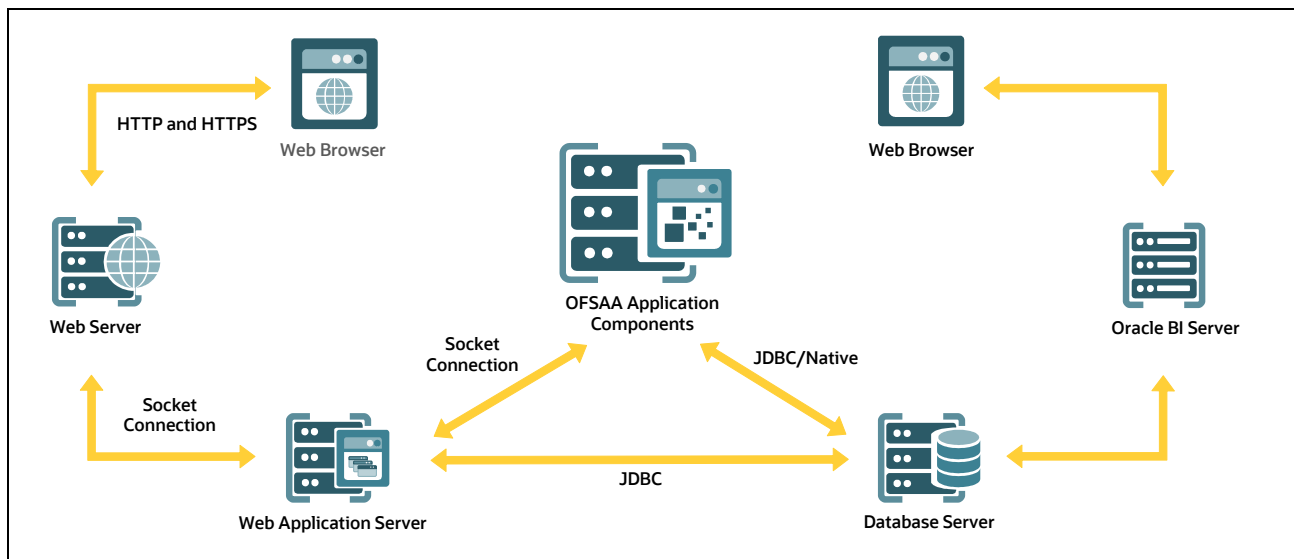 HTTP and HTTPS
Web Browser
Web Browser
Web Server
OFSAA Application
Components
Oracle BI Server
Socket
Connection
JDBC/Native
Socket
Connection
JDBC
Web Application Server
Database Server